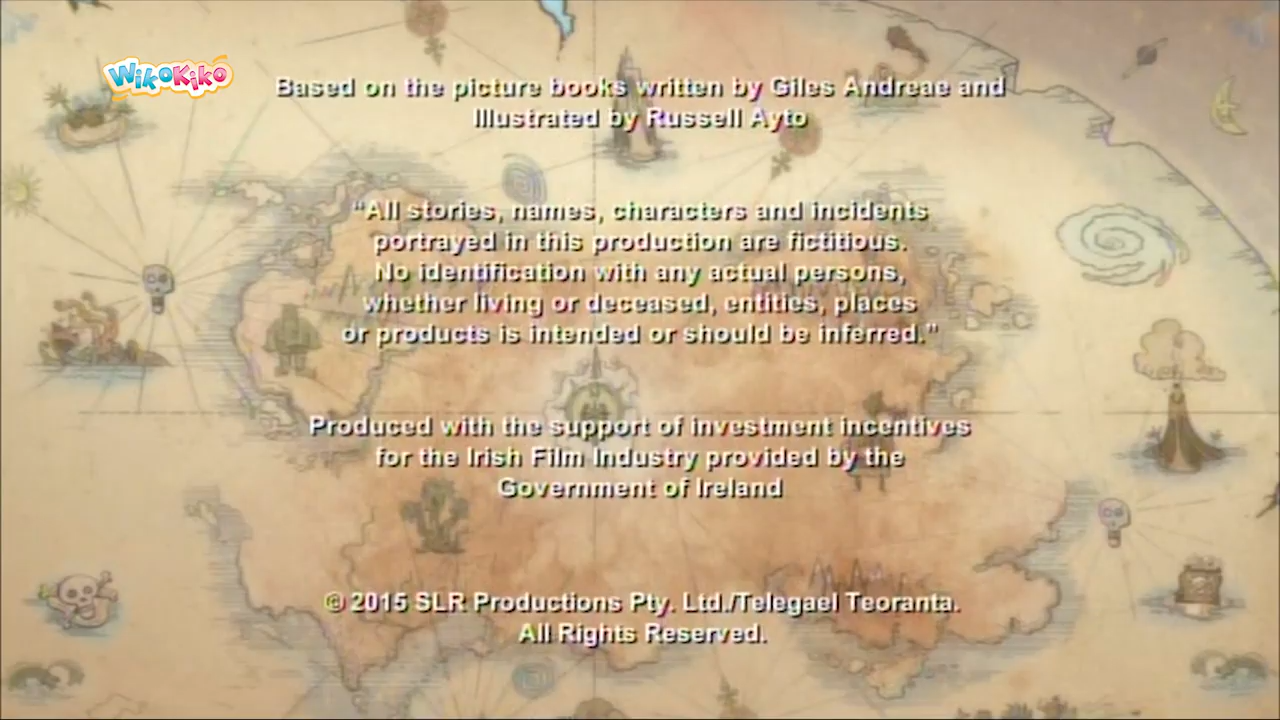 WikoKiko
Based on the picture books written by Giles Andreae and
Illustrated by Russell Ayto
"All stories, names, characters and incidents
portrayed in this production are fictitious.
No identification with any actual persons,
whether living or deceased, entities, places
or products is intended or should be inferred."
Produced with the support of investment incentives
for the Irish Film Industry provided by the
Government of Ireland
© 2015 SLR Productions Pty. Ltd./Telegael Teoranta.
All Rights Reserved.